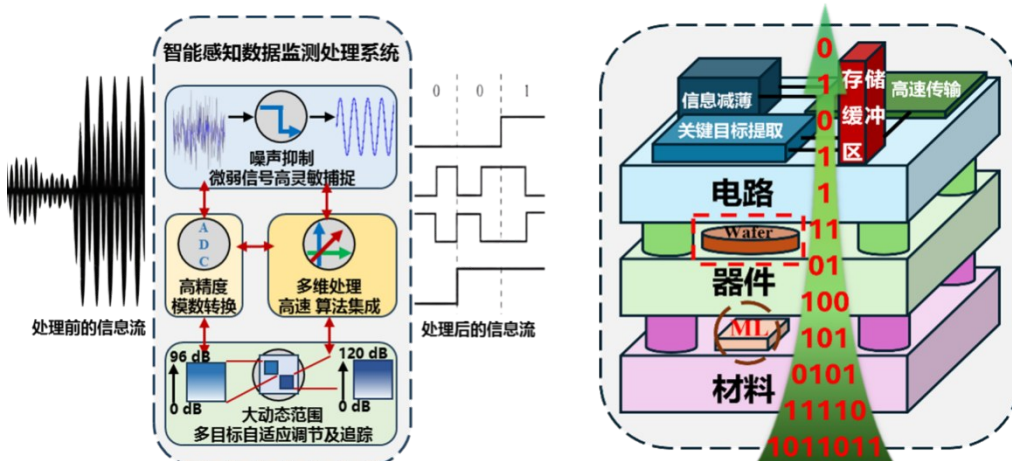 智能感知数据监测处理系统
噪声抑制
微弱信号高灵敏捕捉
A
D
C
高精度
模数转换
多维处理
高速 算法集成
96 dB
0 dB
120 dB
0 dB
大动态范围
多目标自适应调节及追踪
处理前的信息流
0 0 1
处理后的信息流
信息减薄
关键目标提取
存储
缓冲
区
高速传输
电路
Wafer
器件
ML
材料
0
1
0
1
1
11
01
100
101
0101
11110
1011011